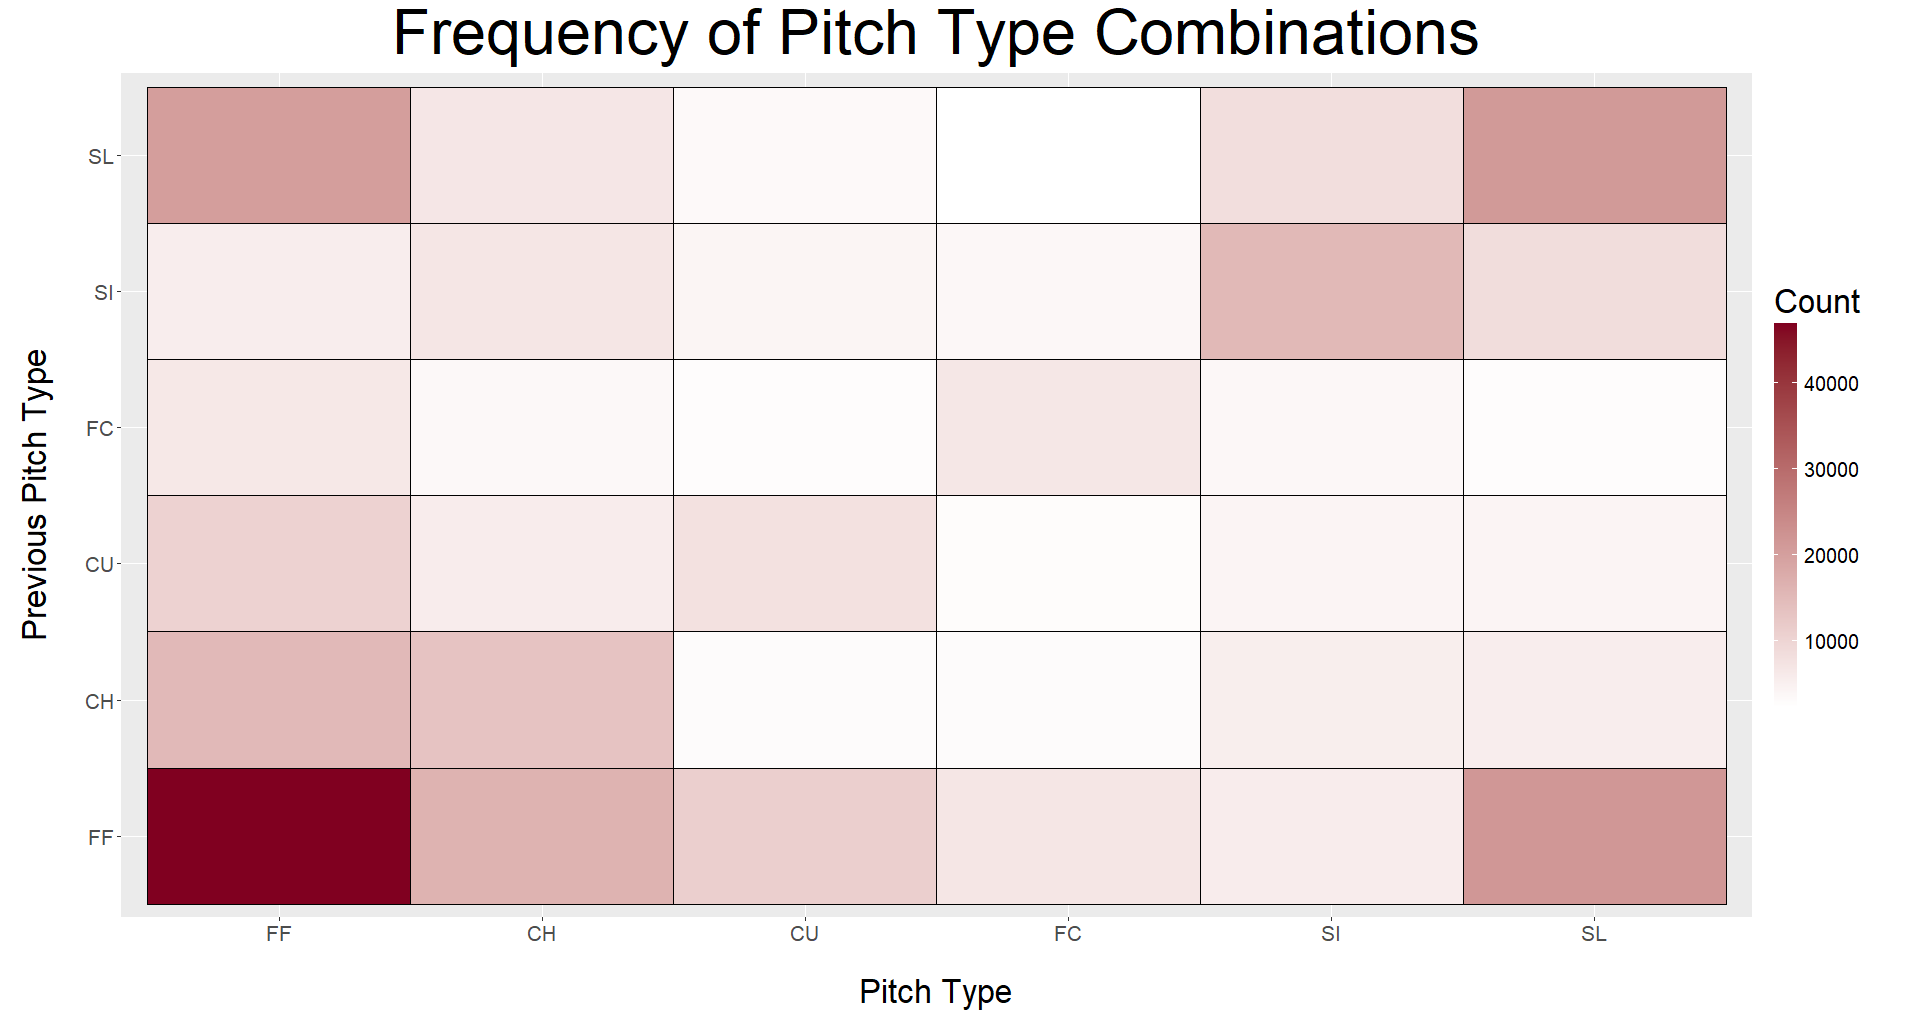 Frequency of Pitch Type Combinations
Previous Pitch Type
SL
SI
FC
CU
CH
FF
FF CH CU FC SI SL
Pitch Type
Count
40000
30000
20000
10000